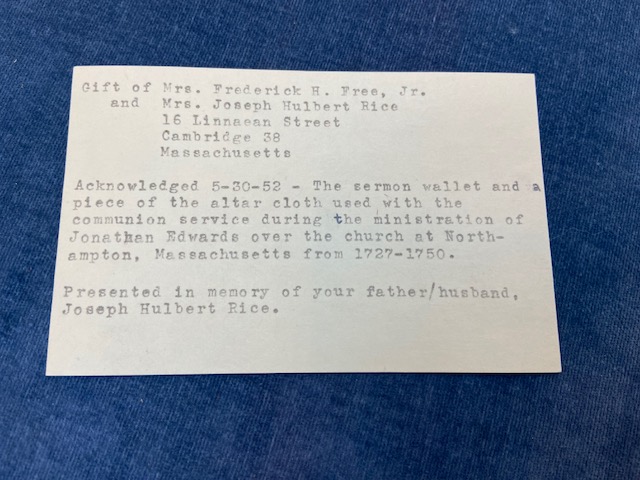 Gift of Mrs. Frederick H. Free, Jr.
and Mrs. Joseph Hulbert Rice
16 Linnaean Street
Cambridge 38
Massachusetts
Acknowledged 5-30-52 - The sermon wallet and a
piece of the altar cloth used with the
communion service during the ministration of
Jonathan Edwards over the church at North-
ampton, Massachusetts from 1727-1750.
Presented in memory of your father/husband,
Joseph Hulbert Rice.